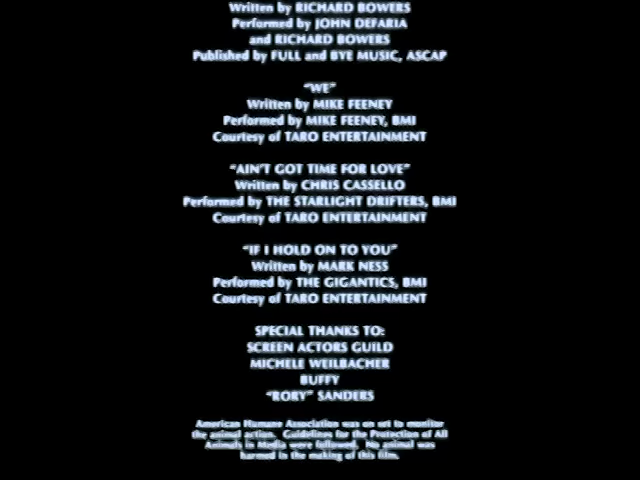 Written by RICHARD BOWERS
Performed by JOHN DEFARIA
and RICHARD BOWERS
Published by FULL and BYE MUSIC, ASCAP
"WE"
Written by MIKE FEENEY
Performed by MIKE FEENEY, BMI
Courtesy of TARO ENTERTAINMENT
"AIN'T GOT TIME FOR LOVE"
Written by CHRIS CASSELLO
Performed by THE STARLIGHT DRIFTERS, BMI
Courtesy of TARO ENTERTAINMENT
"IF I HOLD ON TO YOU"
Written by MARK NESS
Performed by THE GIGANTICS, BMI
Courtesy of TARO ENTERTAINMENT
SPECIAL THANKS TO:
SCREEN ACTORS GUILD
MICHELE WEILBACHER
BUFFY
"RORY" SANDERS
American Humane Association was on set to monitor
the animal action. Guidelines for the Protection of All
Animals in Media were followed. No animal was
harmed in the making of this film.